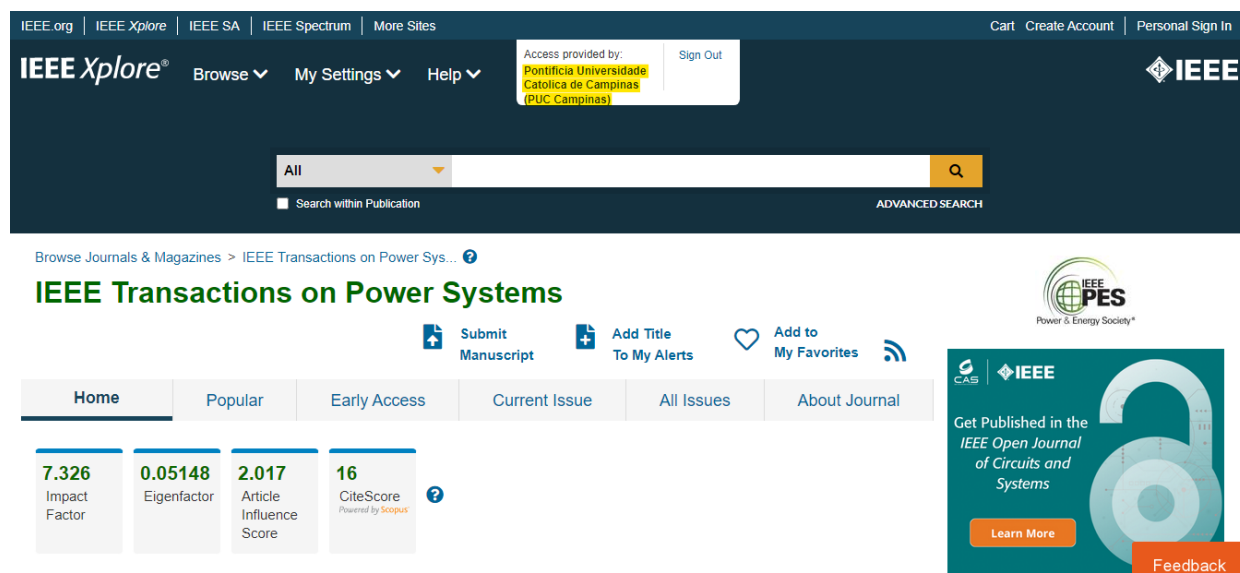 IEEE.org | IEEE Xplore | IEEE SA | IEEE Spectrum | More Sites
Cart Create Account | Personal Sign In
IEEE Xplore®
Browse
My Settings
Help
Access provided by:
Pontificia Universidade
Catolica de Campinas
(PUC Campinas)
Sign Out
IEEE
All
Search within Publication
ADVANCED SEARCH
Browse Journals & Magazines > IEEE Transactions on Power Sys... ?
IEEE Transactions on Power Systems
Submit
Manuscript
Add Title
To My Alerts
Add to
My Favorites
IEEE
PES
Power & Energy Society®
Home
Popular
Early Access
Current Issue
All Issues
About Journal
7.326
Impact
Factor
0.05148
Eigenfactor
2.017
Article
Influence
Score
16
CiteScore
Powered by Scopus®
?
CAS
IEEE
Get Published in the
IEEE Open Journal
of Circuits and
Systems
Learn More
Feedback